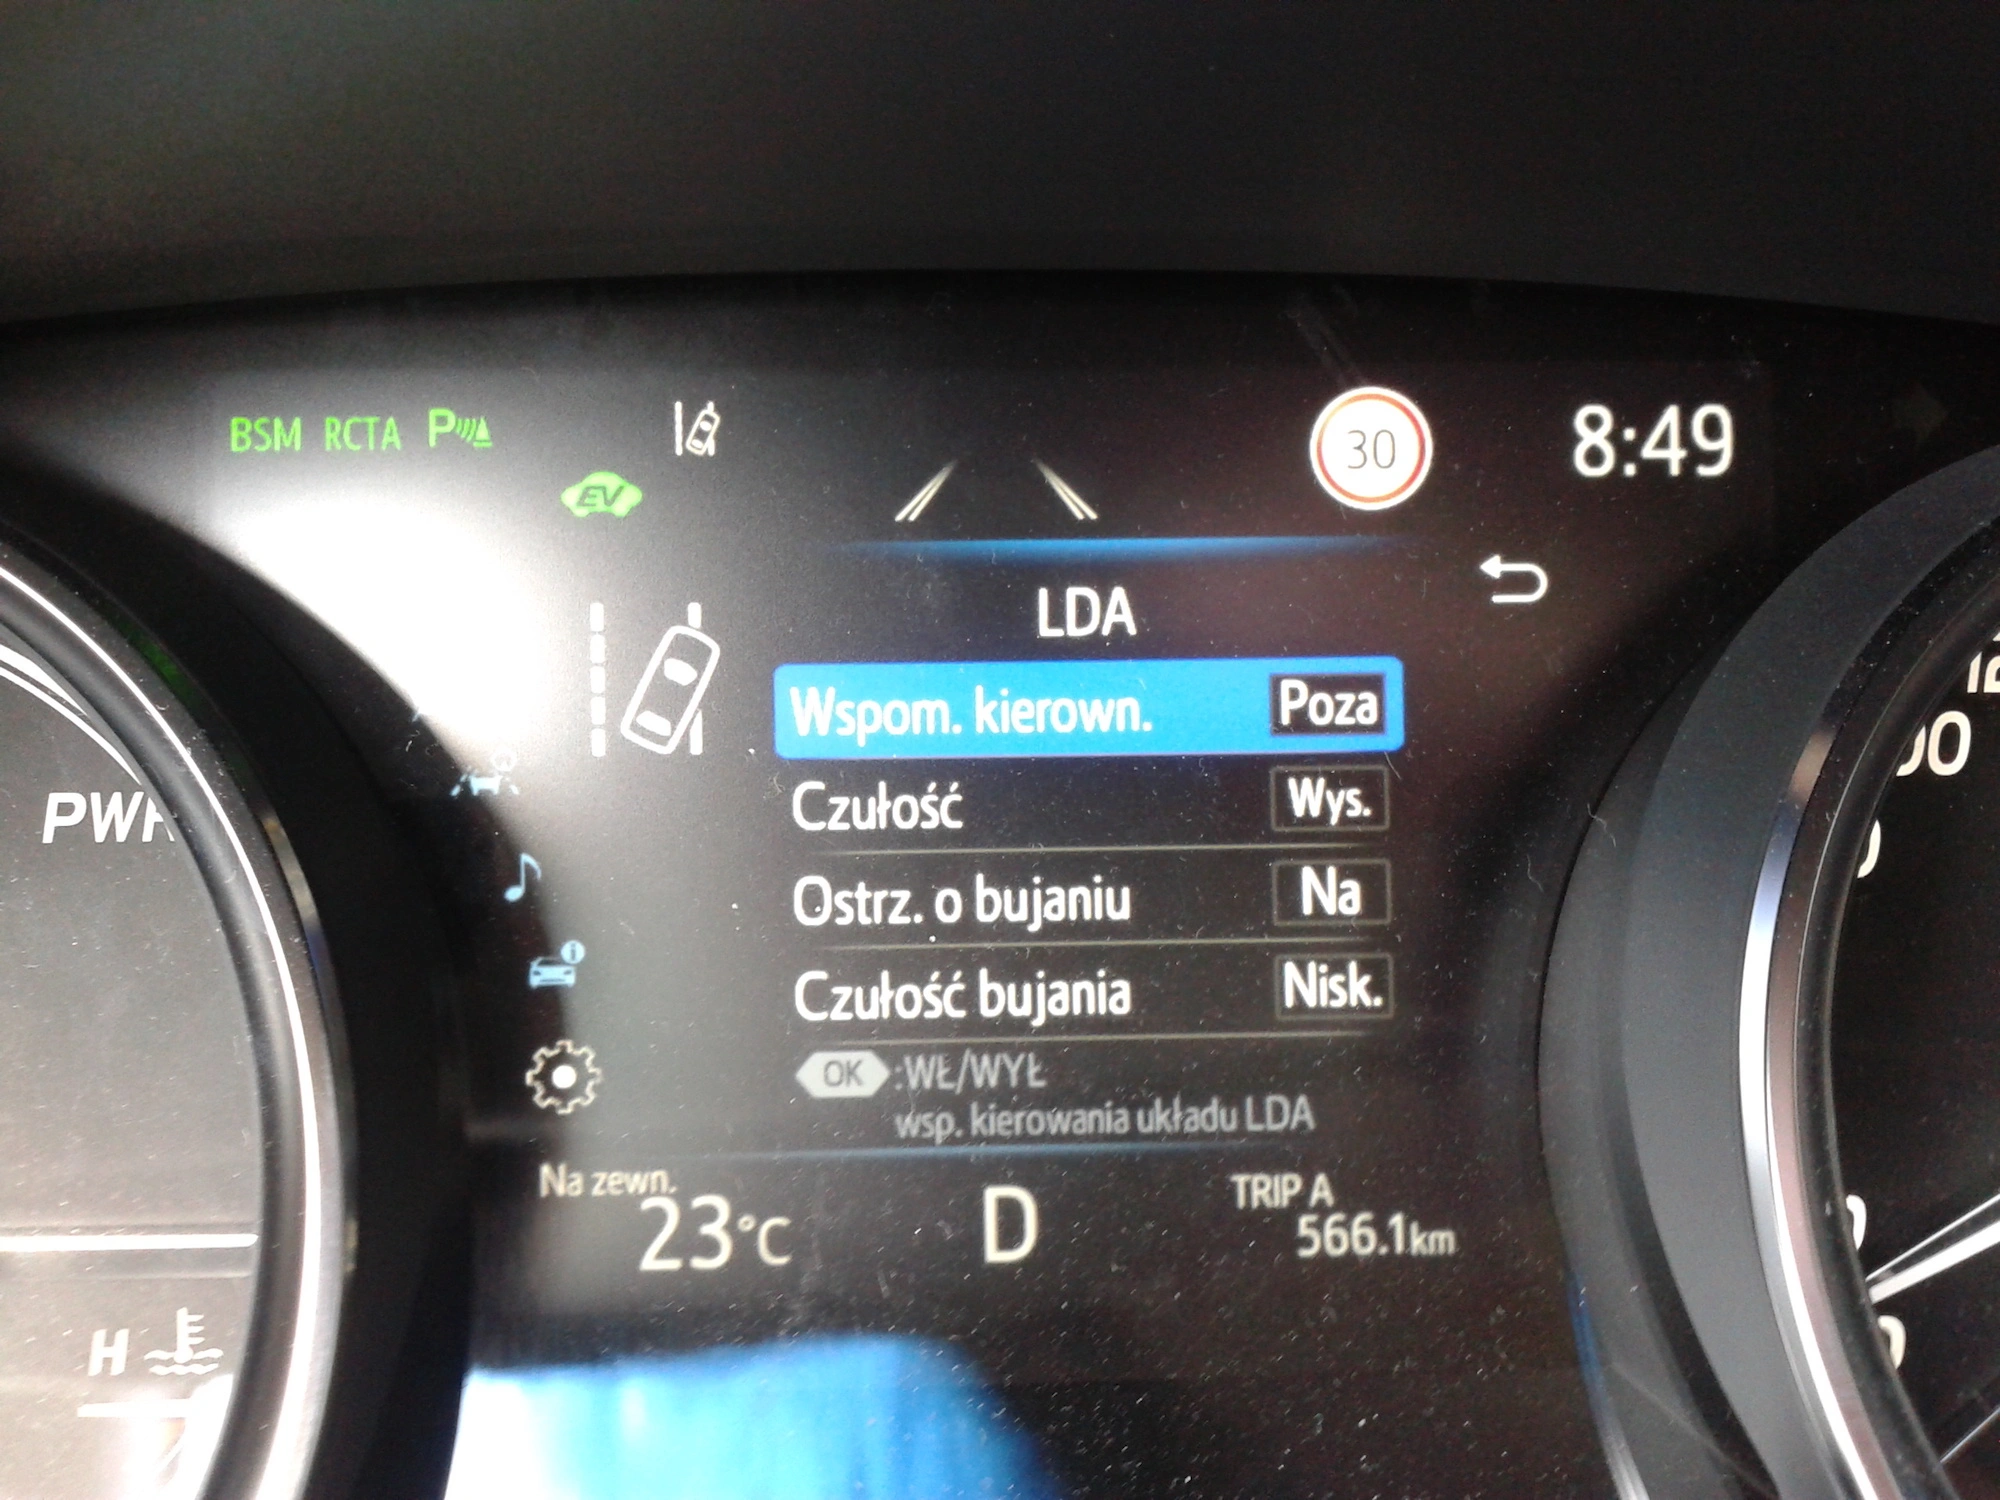 BSM RCTA P
30
8:49
EV
LDA
Wspom. kierown. Poza
Czułość Wys.
Ostrz. o bujaniu Na
Czułość bujania Nisk.
OK :WŁ/WYŁ
wsp. kierowania układu LDA
Na zewn.
23°C
D
TRIP A
566.1km
H